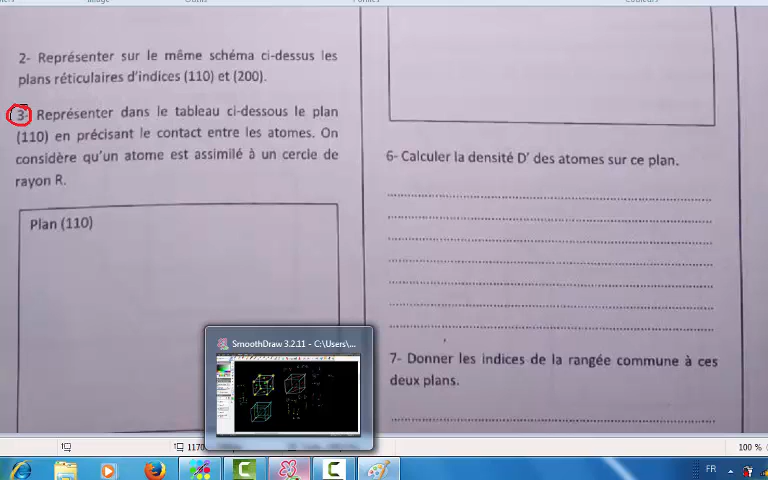 2- Représenter sur le même schéma ci-dessus les
plans réticulaires d'indices (110) et (200).
3- Représenter dans le tableau ci-dessous le plan
(110) en précisant le contact entre les atomes. On
considère qu'un atome est assimilé à un cercle de
rayon R.
Plan (110)
6- Calculer la densité D' des atomes sur ce plan.
7- Donner les indices de la rangée commune à ces
deux plans.
SmoothDraw 3.2.11 - C:\Users\...
1170
100 %
FR